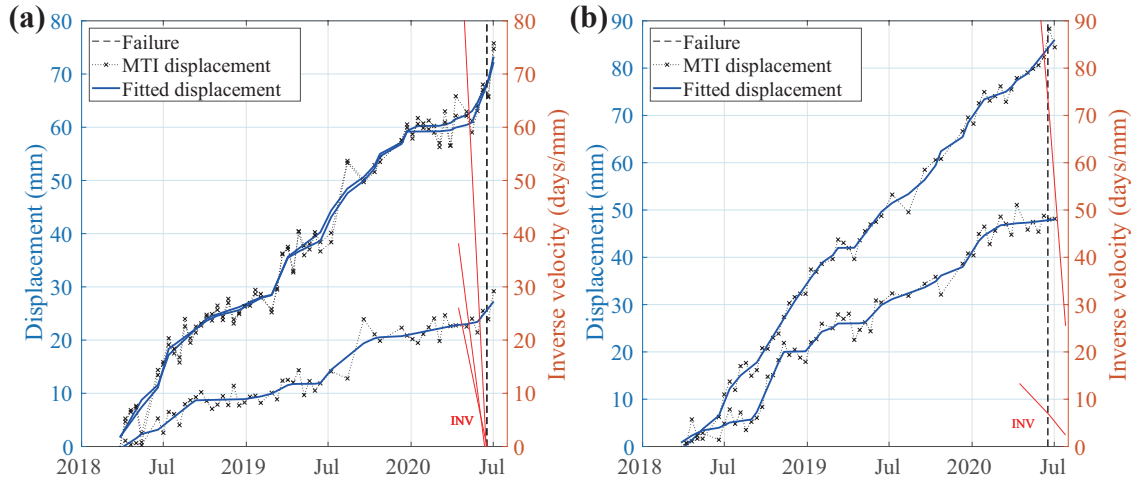 (a)
80
70
60
50
40
30
20
10
0
Displacement (mm)
Failure
MTI displacement
Fitted displacement
INV
80
70
60
50
40
30
20
10
0
Inverse velocity (days/mm)
2018 Jul 2019 Jul 2020 Jul
(b)
90
80
70
60
50
40
30
20
10
0
Displacement (mm)
Failure
MTI displacement
Fitted displacement
INV
90
80
70
60
50
40
30
20
10
0
Inverse velocity (days/mm)
2018 Jul 2019 Jul 2020 Jul